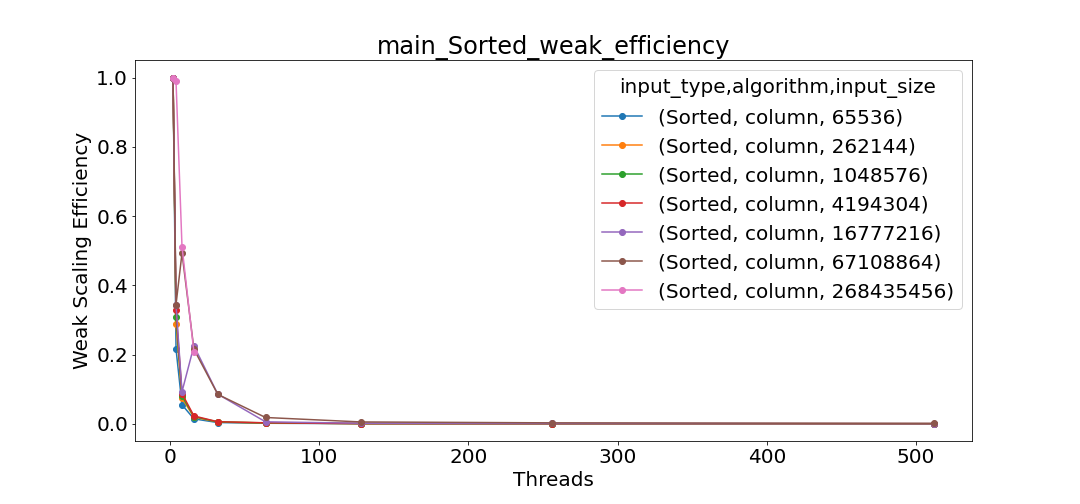 main_Sorted_weak_efficiency
Weak Scaling Efficiency
1.0
0.8
0.6
0.4
0.2
0.0
input_type,algorithm,input_size
(Sorted, column, 65536)
(Sorted, column, 262144)
(Sorted, column, 1048576)
(Sorted, column, 4194304)
(Sorted, column, 16777216)
(Sorted, column, 67108864)
(Sorted, column, 268435456)
0 100 200 300 400 500
Threads